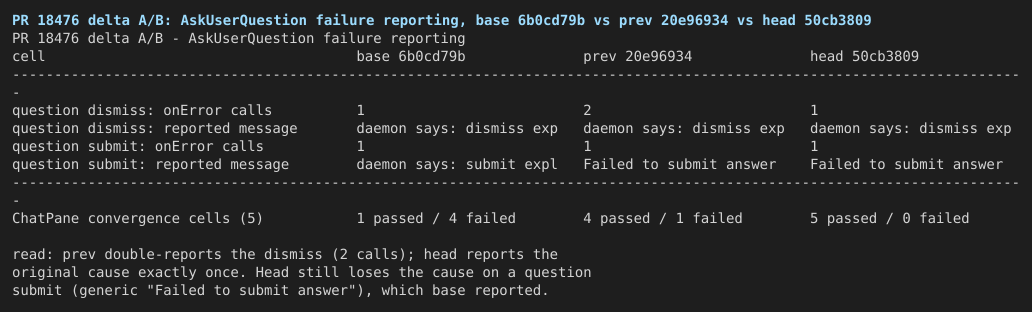 PR 18476 delta A/B: AskUserQuestion failure reporting, base 6b0cd79b vs prev 20e96934 vs head 50cb3809
PR 18476 delta A/B - AskUserQuestion failure reporting
cell base 6b0cd79b prev 20e96934 head 50cb3809
------------------------------------------------------------------------------------------------------------------------
-
question dismiss: onError calls 1 2 1
question dismiss: reported message daemon says: dismiss exp daemon says: dismiss exp daemon says: dismiss exp
question submit: onError calls 1 1 1
question submit: reported message daemon says: submit expl Failed to submit answer Failed to submit answer
------------------------------------------------------------------------------------------------------------------------
-
ChatPane convergence cells (5) 1 passed / 4 failed 4 passed / 1 failed 5 passed / 0 failed
read: prev double-reports the dismiss (2 calls); head reports the
original cause exactly once. Head still loses the cause on a question
submit (generic "Failed to submit answer"), which base reported.